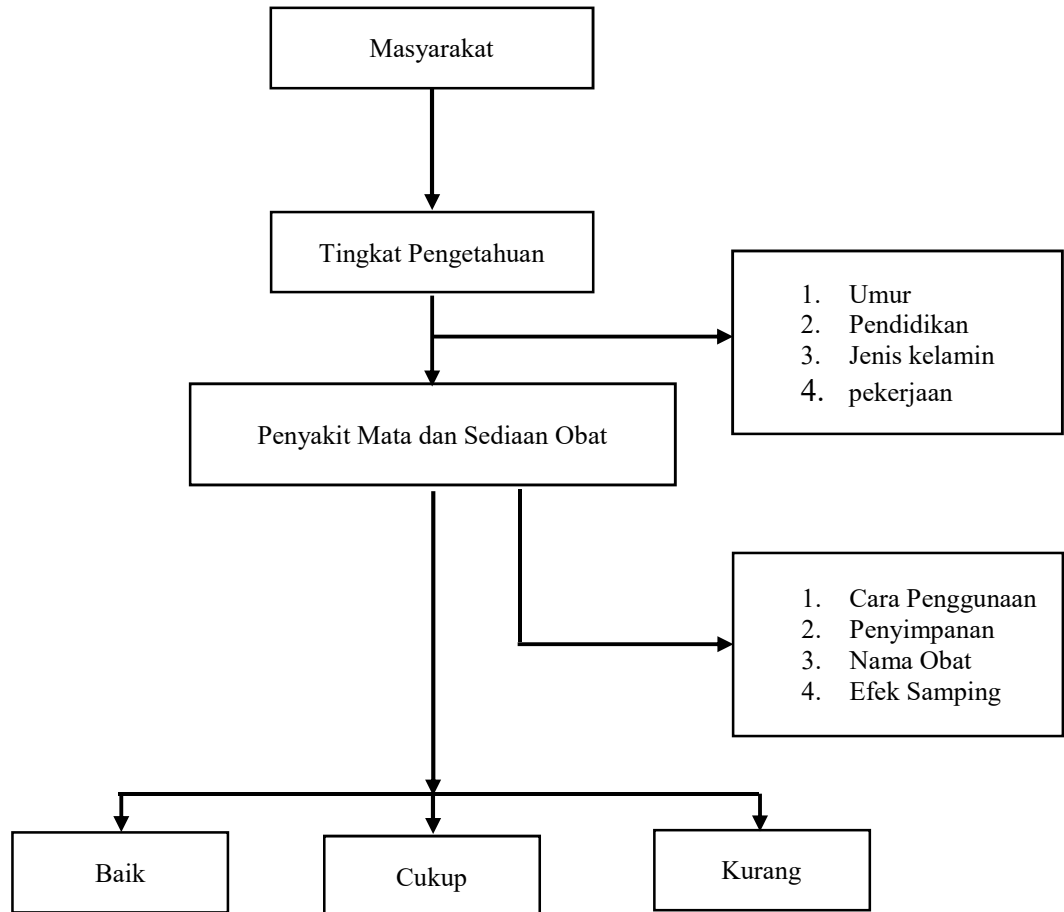 Masyarakat
Tingkat Pengetahuan
1. Umur
2. Pendidikan
3. Jenis kelamin
4. pekerjaan
Penyakit Mata dan Sediaan Obat
1. Cara Penggunaan
2. Penyimpanan
3. Nama Obat
4. Efek Samping
Baik
Cukup
Kurang